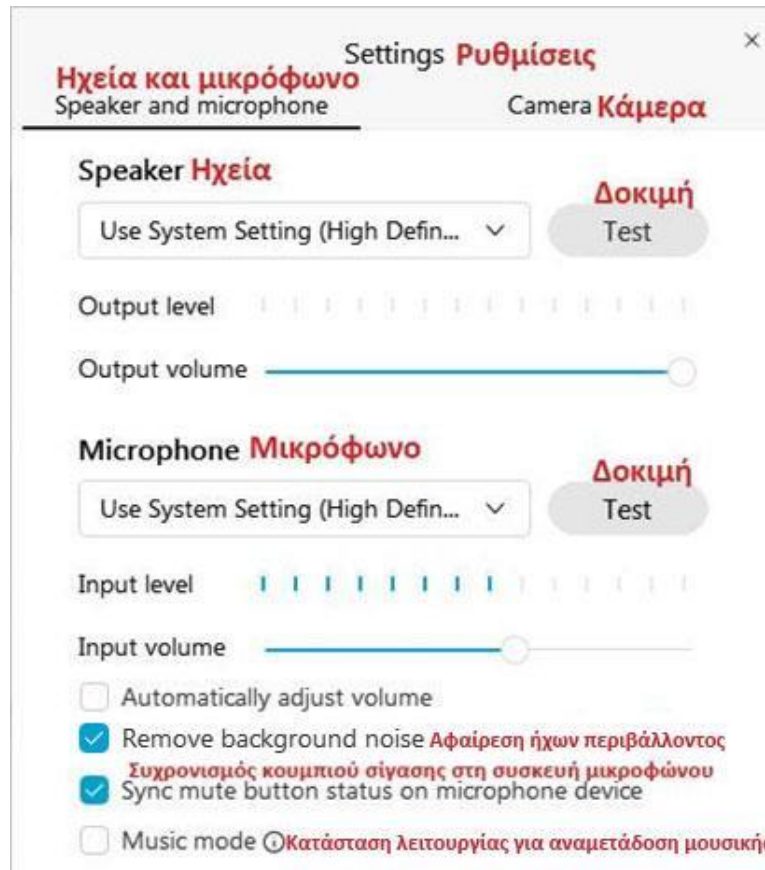 Settings Ρυθμίσεις
Ηχεία και μικρόφωνο
Speaker and microphone
Camera Κάμερα
Speaker Ηχεία
Δοκιμή
Use System Setting (High Defin...
Test
Output level
Output volume
Microphone Μικρόφωνο
Δοκιμή
Use System Setting (High Defin...
Test
Input level
Input volume
Automatically adjust volume
Remove background noise Αφαίρεση ήχων περιβάλλοντος
Συχρονισμός κουμπιού σίγασης στη συσκευή μικροφώνου
Sync mute button status on microphone device
Music mode Κατάσταση λειτουργίας για αναμετάδοση μουσικής